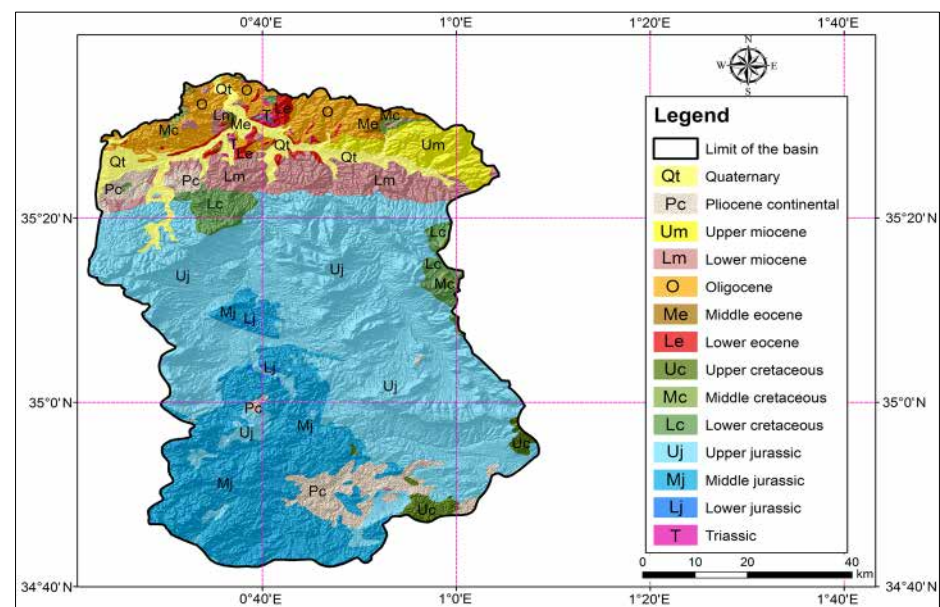 0°40'E 1°0'E 1°20'E 1°40'E
N
W E
S
Qt O
O T Le O Mc
Lm Me
Mc Me Um
T Qt
Qt Le Qt
Pc Pc Lm Lm
Lc
35°20'N 35°20'N
Lc
Uj Uj Lc
Mc
Mj Lj
Lj
Uj
Pc
35°0'N 35°0'N
Uj Mj
Uc
Mj Pc
Uc
34°40'N 34°40'N
0°40'E 1°0'E 1°20'E 1°40'E
Legend
Limit of the basin
Qt Quaternary
Pc Pliocene continental
Um Upper miocene
Lm Lower miocene
O Oligocene
Me Middle eocene
Le Lower eocene
Uc Upper cretaceous
Mc Middle cretaceous
Lc Lower cretaceous
Uj Upper jurassic
Mj Middle jurassic
Lj Lower jurassic
T Triassic
0 10 20 40
km